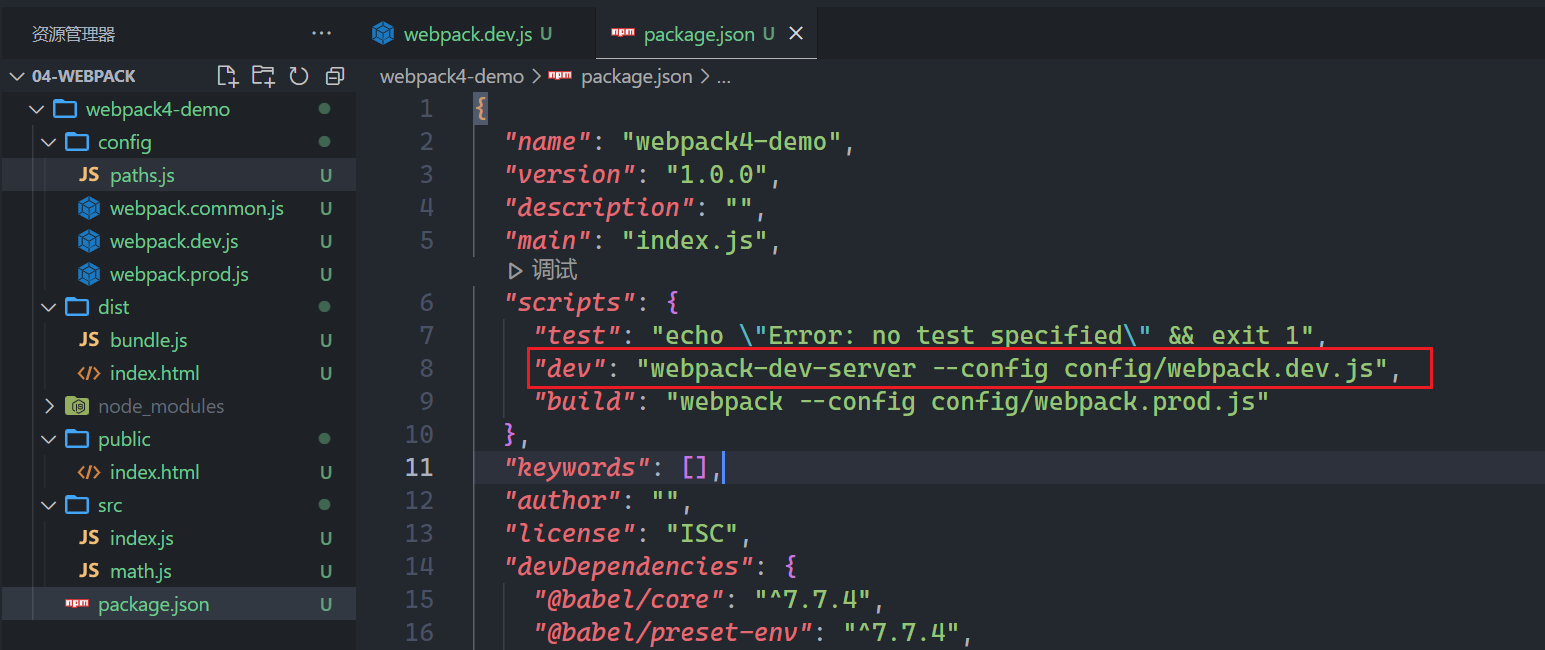 资源管理器 ···
webpack.dev.js U
package.json U
04-WEBPACK
webpack4-demo
config
JS paths.js U
webpack.common.js U
webpack.dev.js U
webpack.prod.js U
dist
JS bundle.js U
index.html U
node_modules
public
index.html U
src
JS index.js U
JS math.js U
npm package.json U
webpack4-demo > package.json > ...
1 {
2 "name": "webpack4-demo",
3 "version": "1.0.0",
4 "description": "",
5 "main": "index.js",
调试
6 "scripts": {
7 "test": "echo \"Error: no test specified\" && exit 1",
8 "dev": "webpack-dev-server --config config/webpack.dev.js",
9 "build": "webpack --config config/webpack.prod.js"
10 },
11 "keywords": [],
12 "author": "",
13 "license": "ISC",
14 "devDependencies": {
15 "@babel/core": "^7.7.4",
16 "@babel/preset-env": "^7.7.4",